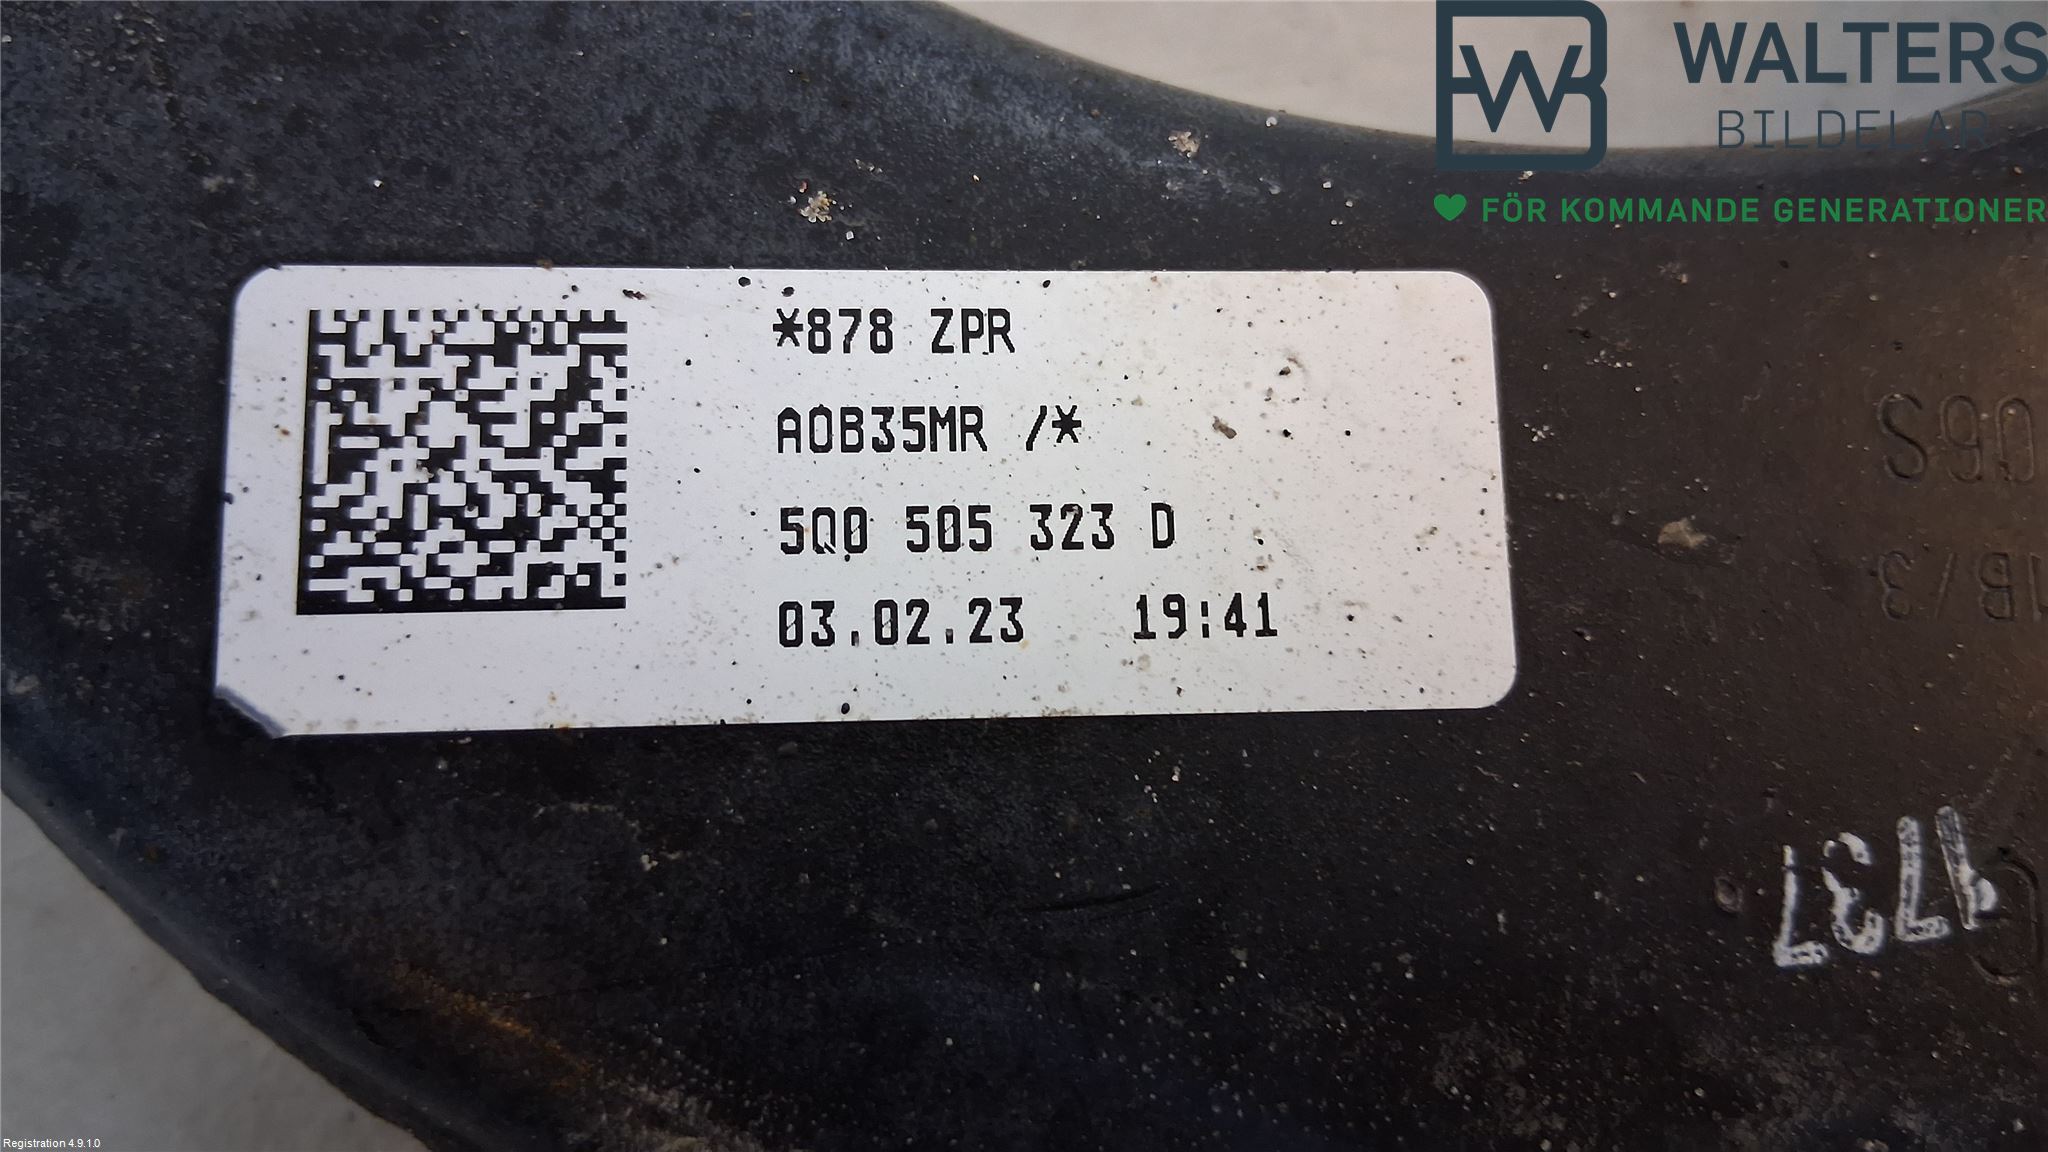 WALTERS
BILDELAR
FÖR KOMMANDE GENERATIONER
*878 ZPR
A0B35MR /*
5Q0 505 323 D
03.02.23 19:41
Registration 4.9.1.0